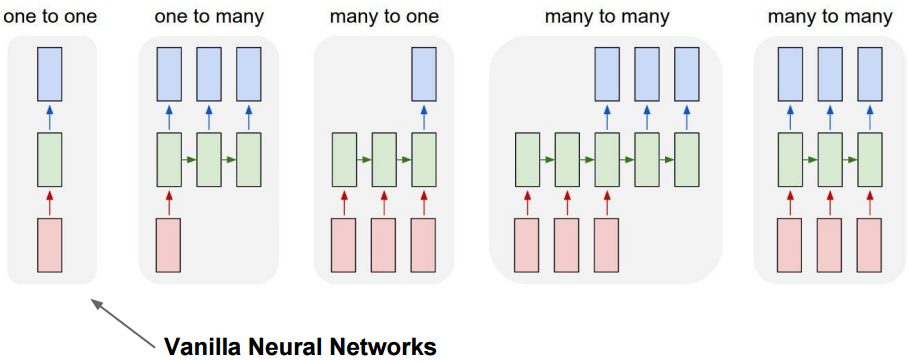 one to one
one to many
many to one
many to many
many to many
Vanilla Neural Networks